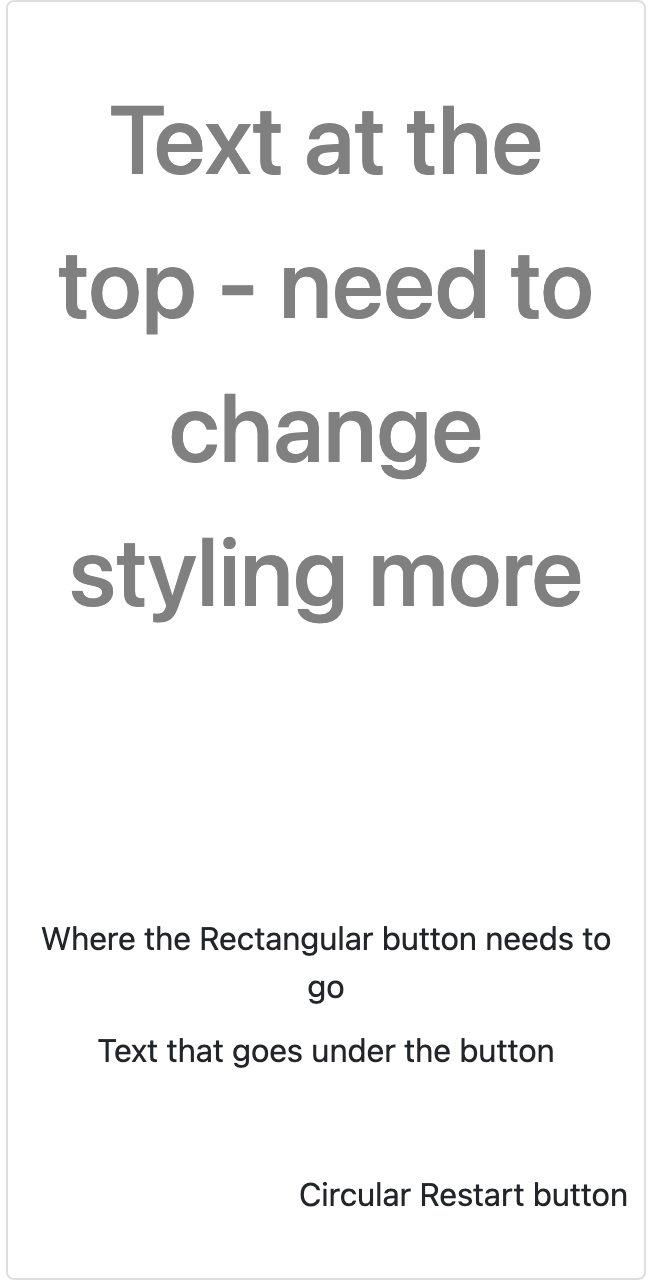 Text at the
top - need to
change
styling more
Where the Rectangular button needs to
go
Text that goes under the button
Circular Restart button